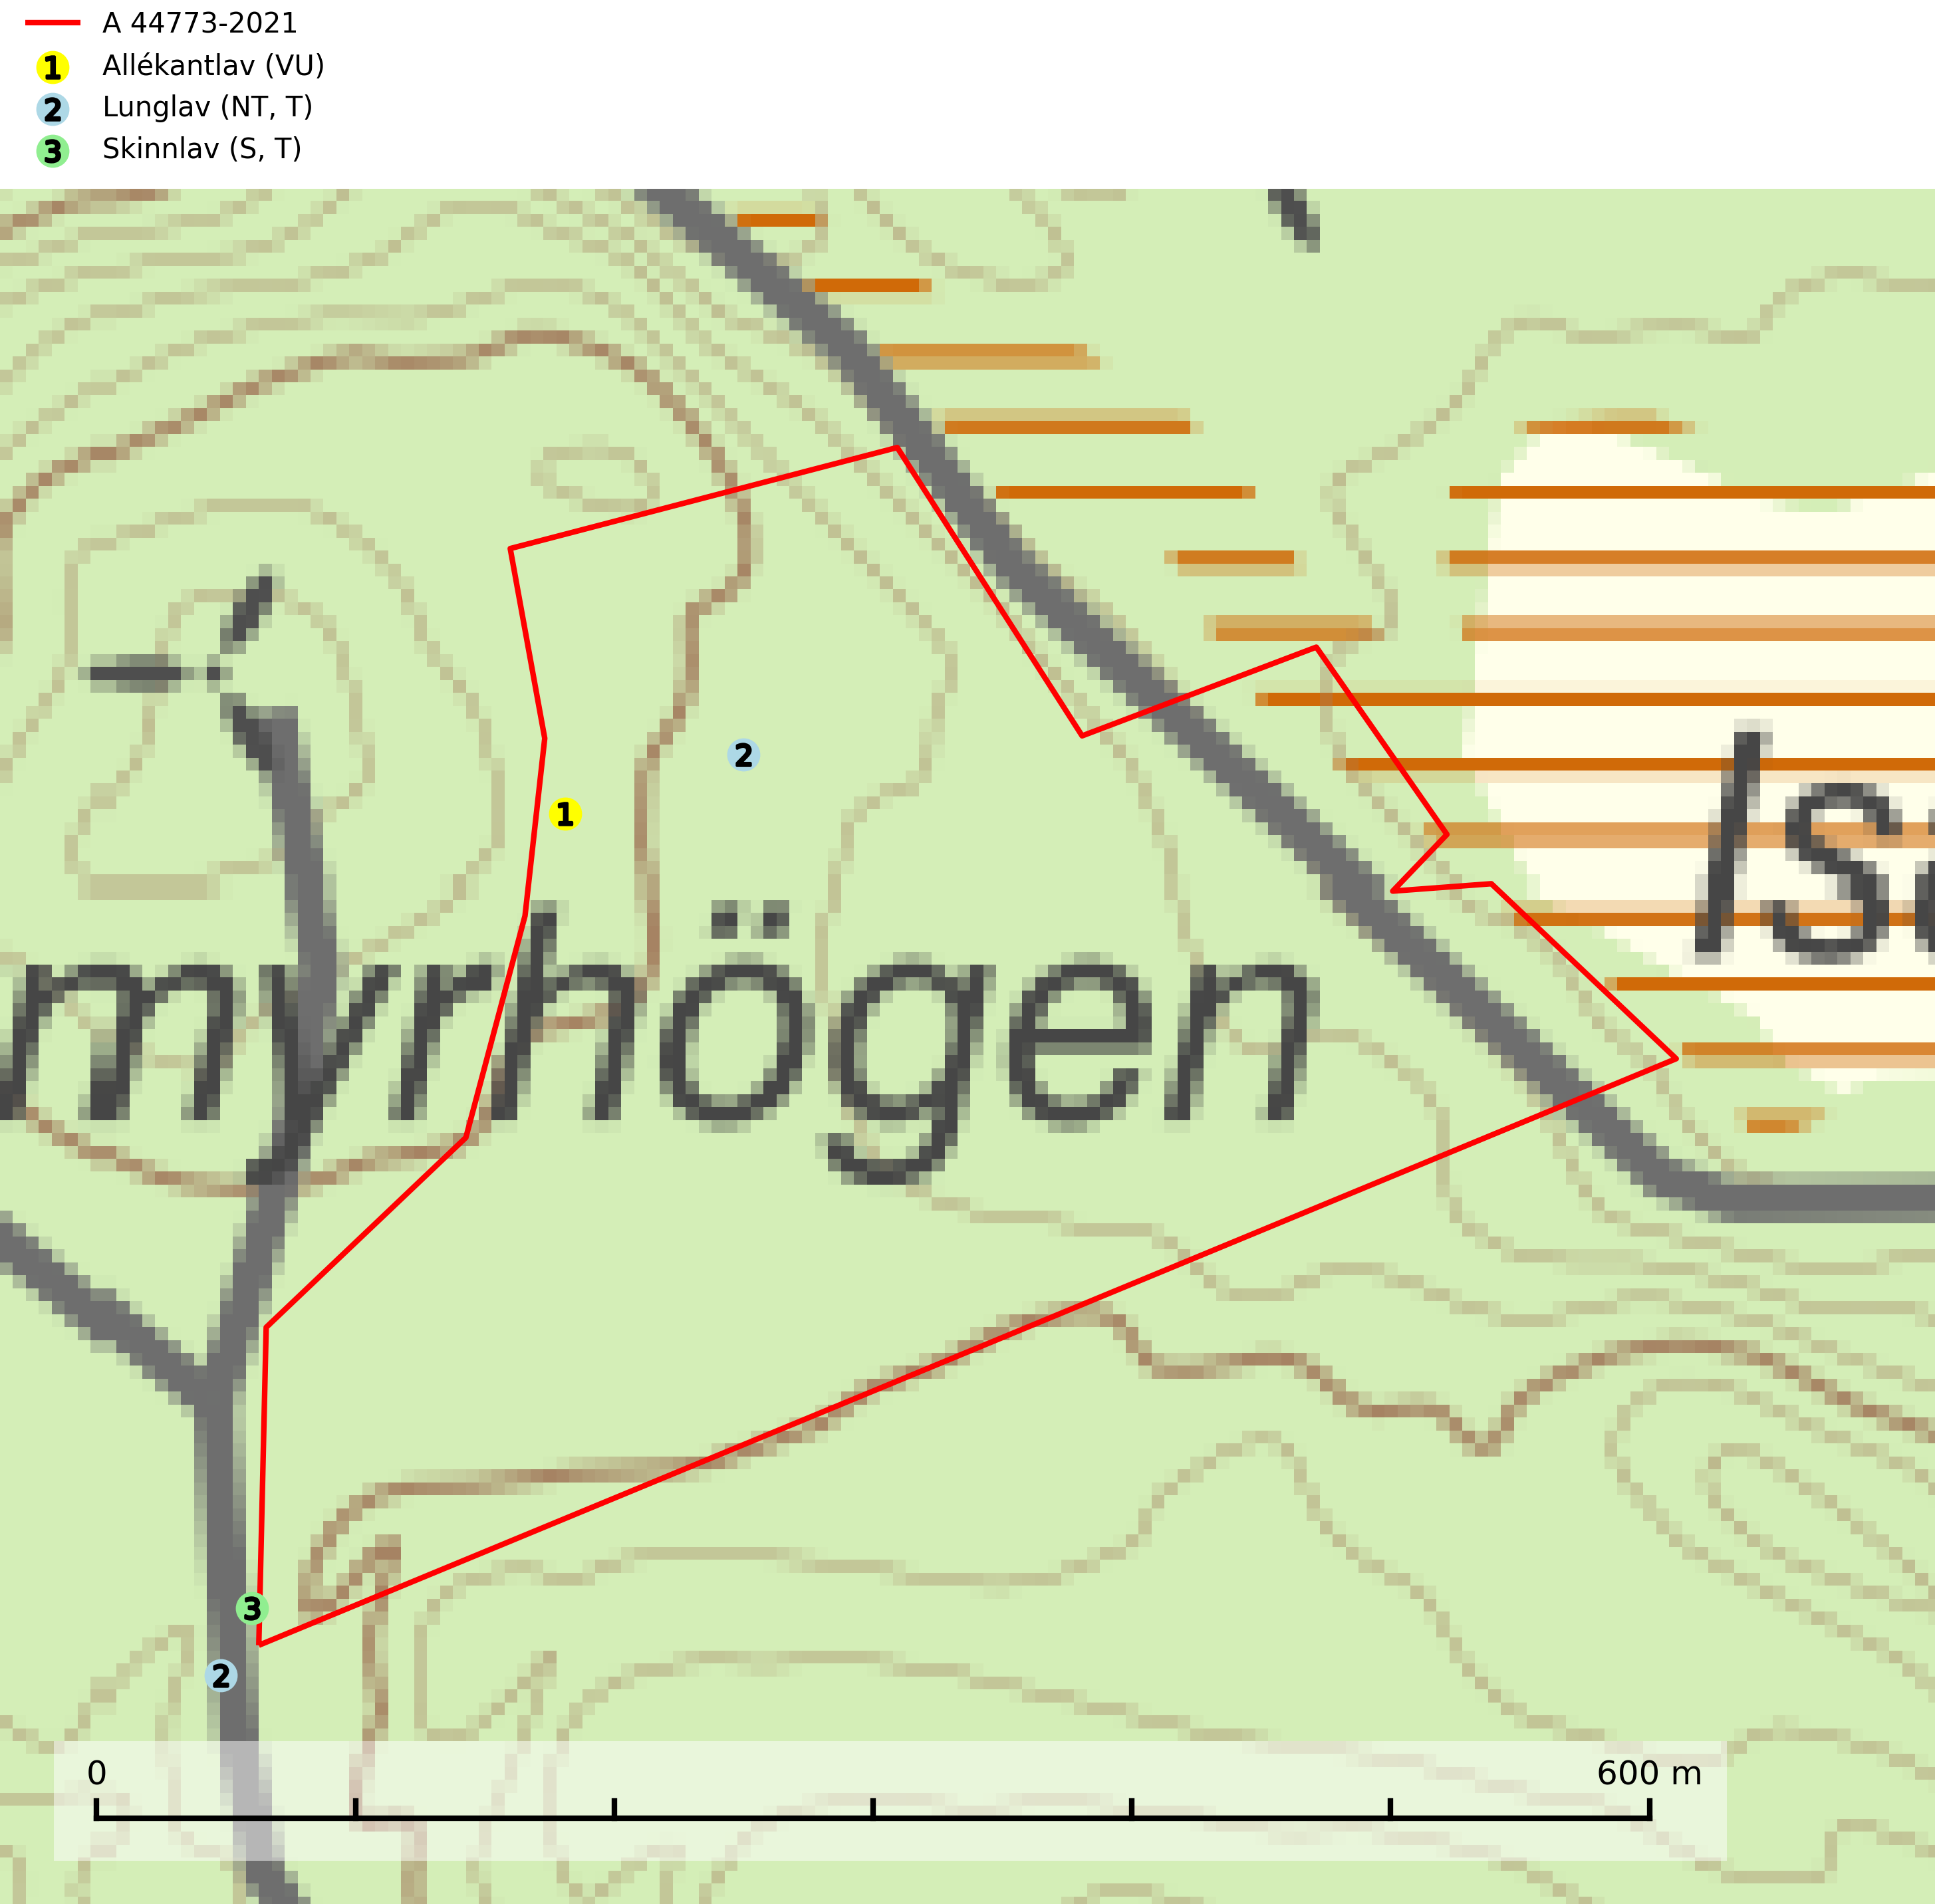 A 44773-2021
1 Allékantlav (VU)
2 Lunglav (NT, T)
3 Skinnlav (S, T)
2
1
myrhögen
3
2
0 600 m